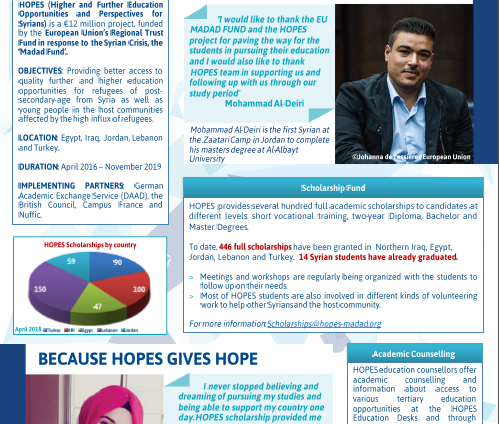 HOPES (Higher and Further Education
Opportunities and Perspectives for
Syrians) is a €12 million project, funded
by the European Union's Regional Trust
Fund in response to the Syrian Crisis, the
'Madad Fund'.
OBJECTIVES: Providing better access to
quality further and higher education
opportunities for refugees of post-
secondary-age from Syria as well as
young people in the host communities
affected by the high influx of refugees.
LOCATION: Egypt, Iraq, Jordan, Lebanon
and Turkey.
DURATION: April 2016 – November 2019
IMPLEMENTING PARTNERS: German
Academic Exchange Service (DAAD), the
British Council, Campus France and
Nuffic.
HOPES Scholarships by country
59
90
150
100
47
April 2018 Turkey KRI Egypt Lebanon Jordan
"I would like to thank the EU
MADAD FUND and the HOPES
project for paving the way for the
students in pursuing their education
and I would also like to thank
HOPES team in supporting us and
following up with us through our
study period"
Mohammad Al-Deiri
Mohammad Al-Deiri is the first Syrian at
the Zaatari Camp in Jordan to complete
his masters degree at Al-Albayt
University
©Johanna de Tessières European Union
Scholarship Fund
HOPES provides several hundred full academic scholarships to candidates at
different levels: short vocational training, two-year Diploma, Bachelor and
Master Degrees.
To date, 446 full scholarships have been granted in Northern Iraq, Egypt,
Jordan, Lebanon and Turkey. 14 Syrian students have already graduated.
> Meetings and workshops are regularly being organized with the students to
follow up on their needs.
> Most of HOPES students are also involved in different kinds of volunteering
work to help other Syrians and the host community.
For more information: Scholarships@hopes-madad.org
BECAUSE HOPES GIVES HOPE
I never stopped believing and
dreaming of pursuing my studies and
being able to support my country one
day. HOPES scholarship provided me
Academic Counselling
HOPES education counsellors offer
academic counselling and
information about access to
various tertiary education
opportunities at the HOPES
Education Desks and through